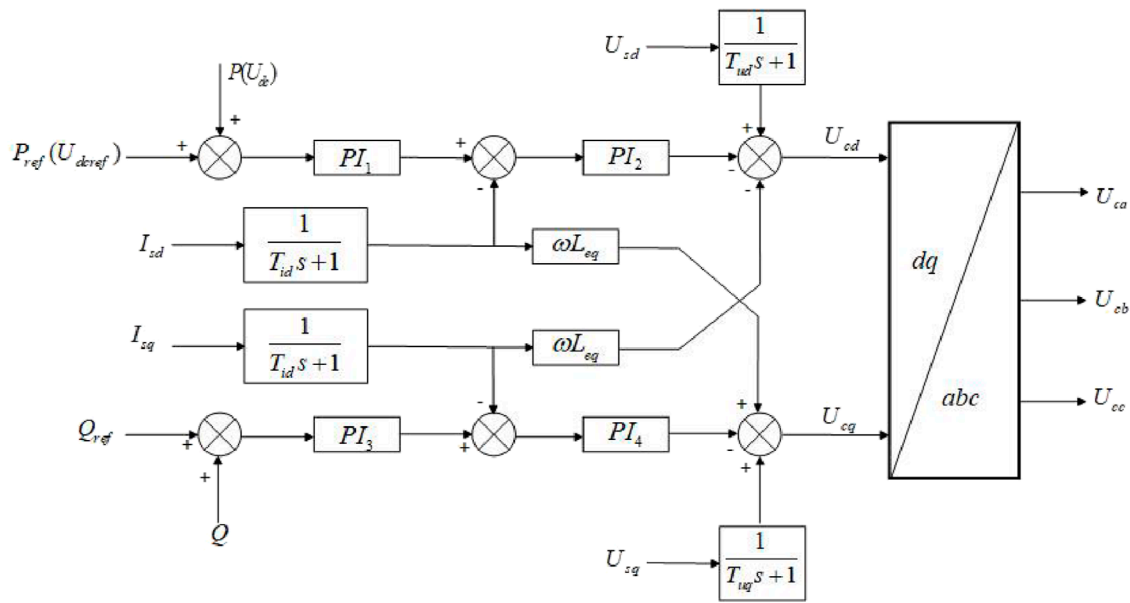 U_sd
1
T_ud s+1
P(U_dc)
+
+
P_ref (U_dcref)
PI_1
+
-
PI_2
+
-
-
U_cd
I_sd
1
T_id s+1
ωL_eq
I_sq
1
T_id s+1
ωL_eq
dq
abc
U_ca
U_cb
U_cc
Q_ref
+
+
Q
PI_3
-
+
PI_4
+
-
+
U_cq
U_sq
1
T_uq s+1